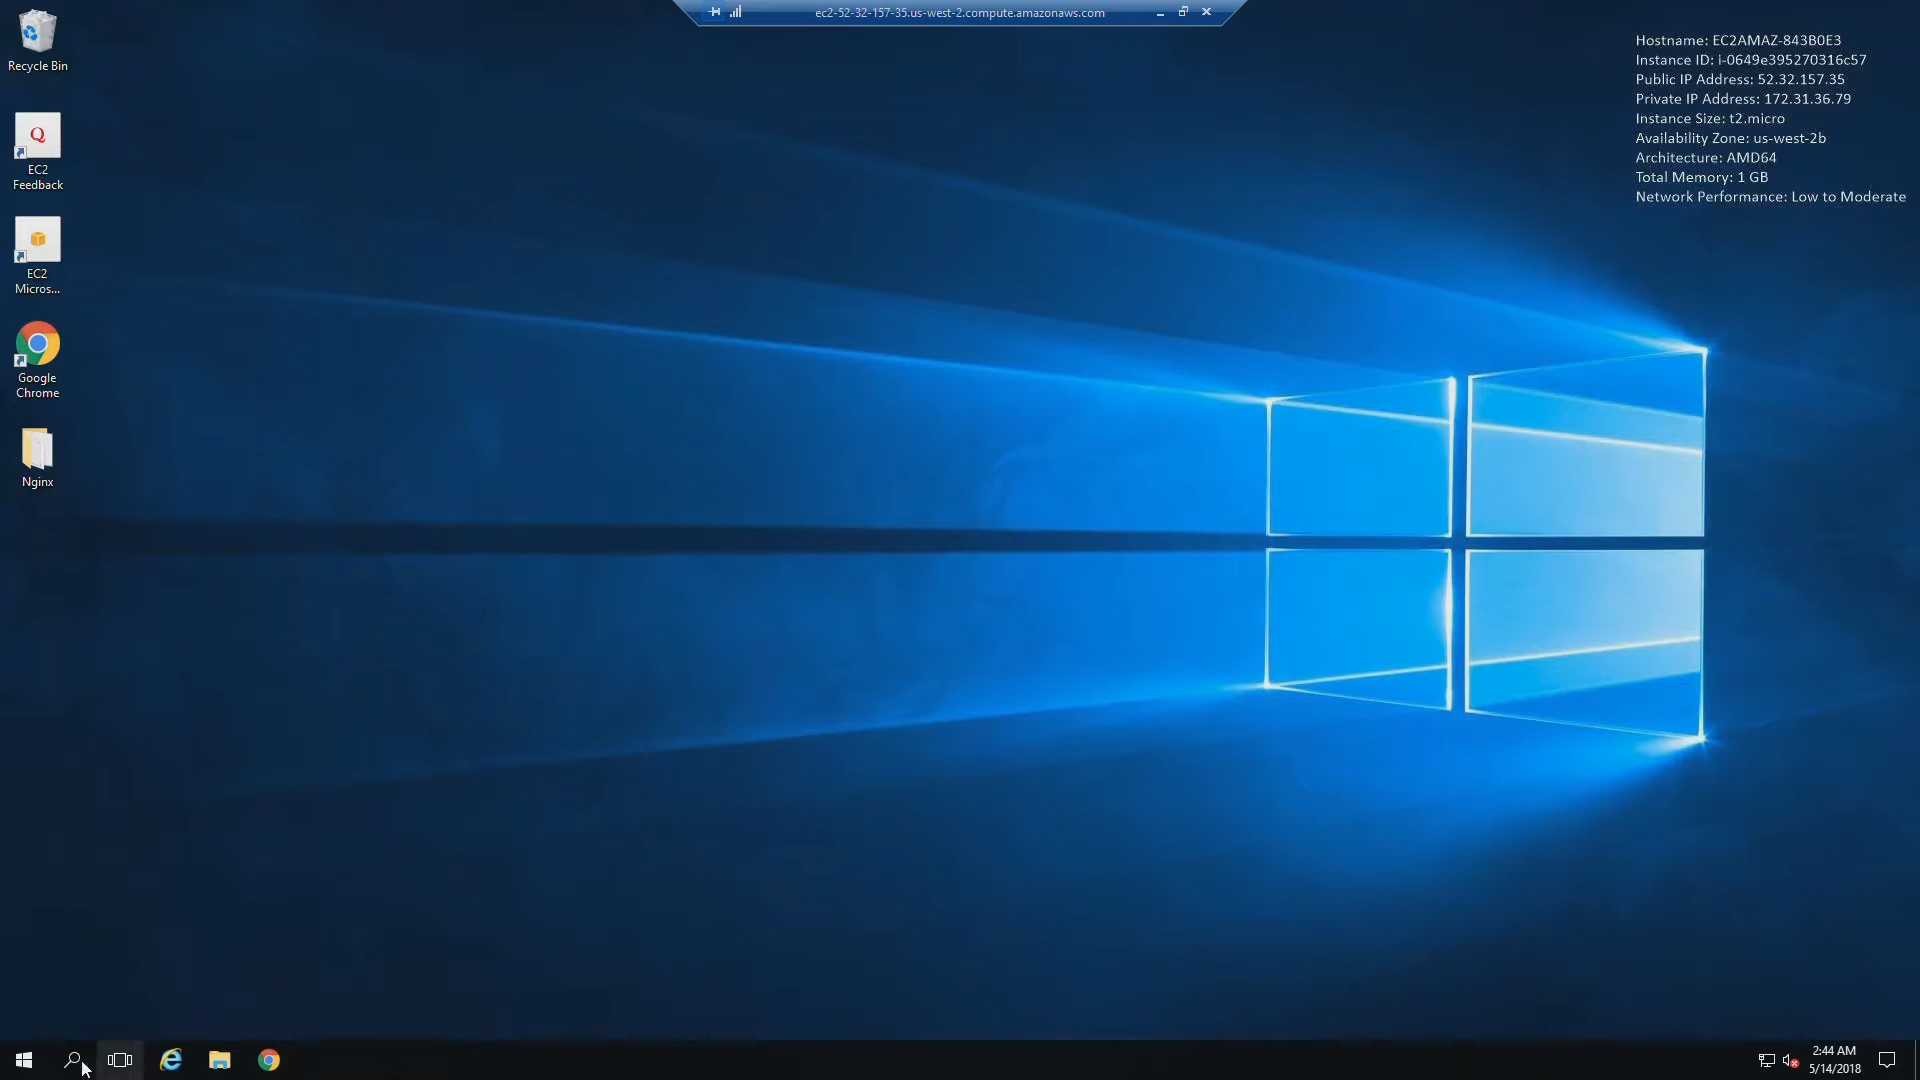 ec2-52-32-157-35.us-west-2.compute.amazonaws.com
Hostname: EC2AMAZ-843B0E3
Instance ID: i-0649e395270316c57
Public IP Address: 52.32.157.35
Private IP Address: 172.31.36.79
Instance Size: t2.micro
Availability Zone: us-west-2b
Architecture: AMD64
Total Memory: 1 GB
Network Performance: Low to Moderate
Recycle Bin
Q
EC2
Feedback
EC2
Micros...
Google
Chrome
Nginx
2:44 AM
5/14/2018